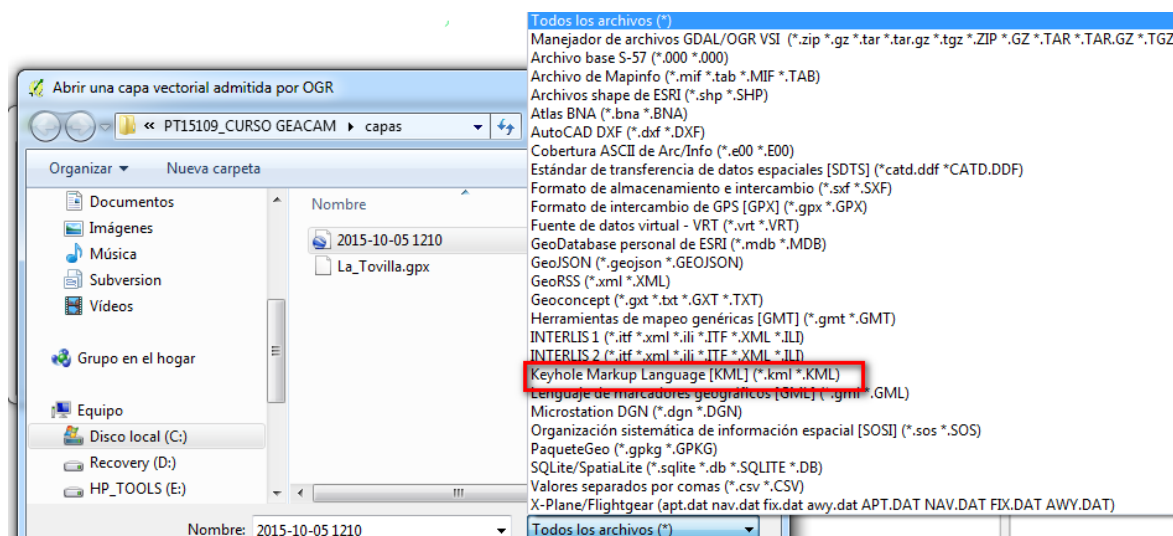 Abrir una capa vectorial admitida por OGR
« PT15109_CURSO GEACAM capas
Organizar Nueva carpeta
Documentos
Imágenes
Música
Subversion
Vídeos
Grupo en el hogar
Equipo
Disco local (C:)
Recovery (D:)
HP_TOOLS (E:)
Nombre
2015-10-05 1210
La_Tovilla.gpx
Nombre: 2015-10-05 1210
Todos los archivos (*)
Todos los archivos (*)
Manejador de archivos GDAL/OGR VSI (*.zip *.gz *.tar *.tar.gz *.tgz *.ZIP *.GZ *.TAR *.TAR.GZ *.TGZ
Archivo base S-57 (*.000 *.000)
Archivo de Mapinfo (*.mif *.tab *.MIF *.TAB)
Archivos shape de ESRI (*.shp *.SHP)
Atlas BNA (*.bna *.BNA)
AutoCAD DXF (*.dxf *.DXF)
Cobertura ASCII de Arc/Info (*.e00 *.E00)
Estándar de transferencia de datos espaciales [SDTS] (*catd.ddf *CATD.DDF)
Formato de almacenamiento e intercambio (*.sxf *.SXF)
Formato de intercambio de GPS [GPX] (*.gpx *.GPX)
Fuente de datos virtual - VRT (*.vrt *.VRT)
GeoDatabase personal de ESRI (*.mdb *.MDB)
GeoJSON (*.geojson *.GEOJSON)
GeoRSS (*.xml *.XML)
Geoconcept (*.gxt *.txt *.GXT *.TXT)
Herramientas de mapeo genéricas [GMT] (*.gmt *.GMT)
INTERLIS 1 (*.itf *.xml *.ili *.ITF *.XML *.ILI)
INTERLIS 2 (*.itf *.xml *.ili *.ITF *.XML *.ILI)
Keyhole Markup Language [KML] (*.kml *.KML)
Lenguaje de marcadores geográficos [GML] (*.gml *.GML)
Microstation DGN (*.dgn *.DGN)
Organización sistemática de información espacial [SOSI] (*.sos *.SOS)
PaqueteGeo (*.gpkg *.GPKG)
SQLite/SpatiaLite (*.sqlite *.db *.SQLITE *.DB)
Valores separados por comas (*.csv *.CSV)
X-Plane/Flightgear (apt.dat nav.dat fix.dat awy.dat APT.DAT NAV.DAT FIX.DAT AWY.DAT)